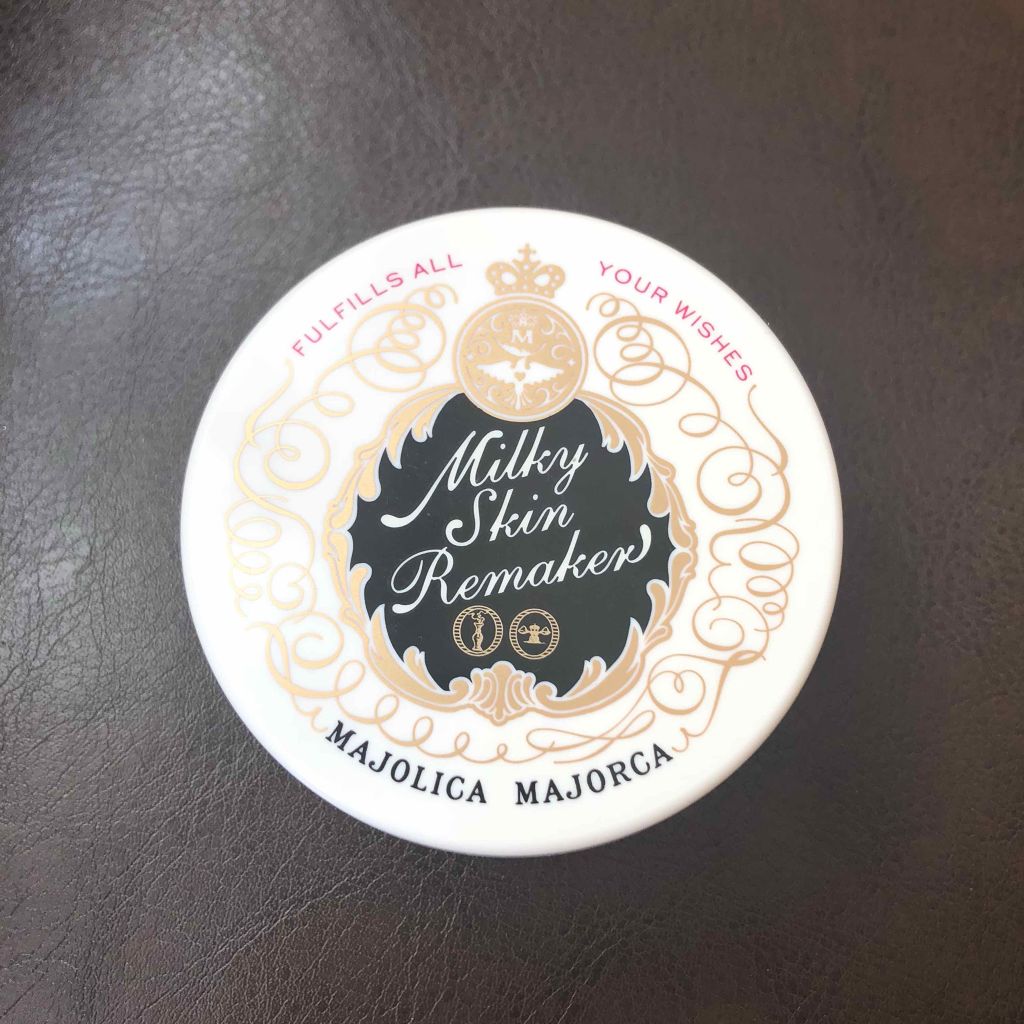 FULFILLS ALL YOUR WISHES
M
Milky
Skin
Remaker
MAJOLICA MAJORCA